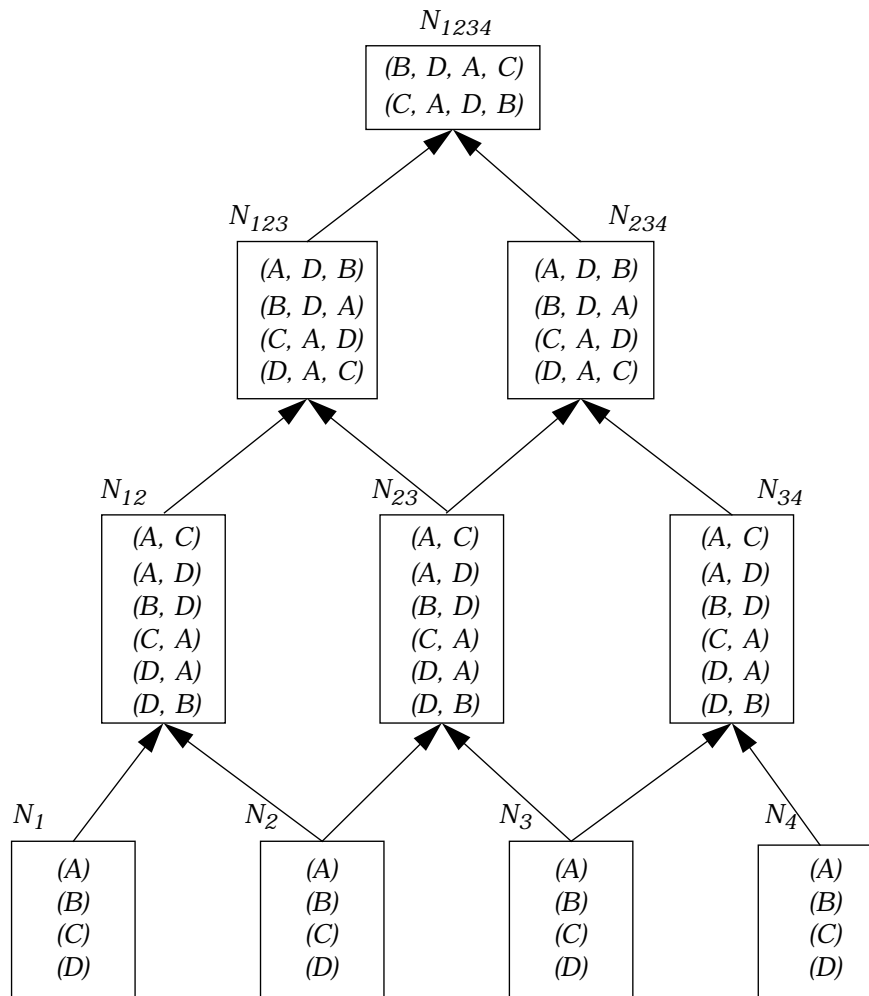 N1234
(B, D, A, C)
(C, A, D, B)
N123
(A, D, B)
(B, D, A)
(C, A, D)
(D, A, C)
N234
(A, D, B)
(B, D, A)
(C, A, D)
(D, A, C)
N12
(A, C)
(A, D)
(B, D)
(C, A)
(D, A)
(D, B)
N23
(A, C)
(A, D)
(B, D)
(C, A)
(D, A)
(D, B)
N34
(A, C)
(A, D)
(B, D)
(C, A)
(D, A)
(D, B)
N1
(A)
(B)
(C)
(D)
N2
(A)
(B)
(C)
(D)
N3
(A)
(B)
(C)
(D)
N4
(A)
(B)
(C)
(D)